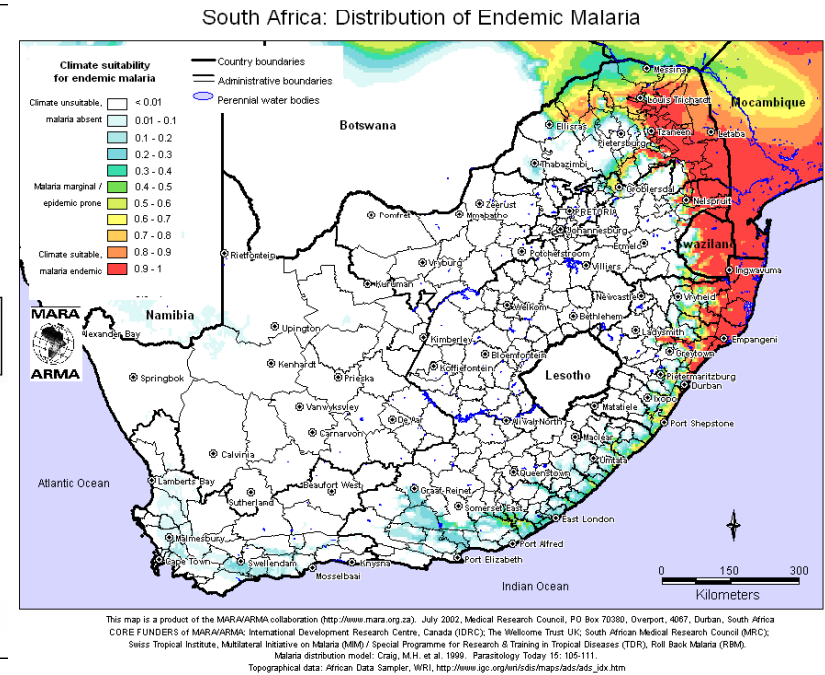 South Africa: Distribution of Endemic Malaria
Climate suitability
for endemic malaria
Climate unsuitable,
malaria absent
Malaria marginal /
epidemic prone
Climate suitable,
malaria endemic
< 0.01
0.01 - 0.1
0.1 - 0.2
0.2 - 0.3
0.3 - 0.4
0.4 - 0.5
0.5 - 0.6
0.6 - 0.7
0.7 - 0.8
0.8 - 0.9
0.9 - 1
Country boundaries
Administrative boundaries
Perennial water bodies
MARA
ARMA
Messina
Louis Trichardt
Mocambique
Botswana
Ellisras
Tzaneen
Letaba
Pietersburg
Thabazimbi
Groblersdal
Nelspruit
Zeerust
Pomfret
Mmabatho
PRETORIA
Johannesburg
Ermelo
Swaziland
Rietfontein
Vryburg
Potchefstroom
Villiers
Ingwavuma
Kuruman
Newcastle
Vryheid
Namibia
Welkom
Bethlehem
Alexander Bay
Upington
Kimberley
Ladysmith
Empangeni
Bloemfontein
Greytown
Kenhardt
Koffiefontein
Lesotho
Springbok
Prieska
Pietermaritzburg
Durban
Vanwyksvley
Ixopo
Matatiele
De Aar
Aliwal North
Port Shepstone
Carnarvon
Maclear
Calvinia
Umtata
Queenstown
Atlantic Ocean
Lamberts Bay
Beaufort West
Graaf-Reinet
Sutherland
Somerset East
East London
Malmesbury
Port Alfred
Cape Town
Swellendam
Knysna
Port Elizabeth
Mosselbaai
Indian Ocean
0 150 300
Kilometers
This map is a product of the MARA/ARMA collaboration (http://www.mara.org.za). July 2002, Medical Research Council, PO Box 70380, Overport, 4067, Durban, South Africa
CORE FUNDERS of MARA/ARMA: International Development Research Centre, Canada (IDRC); The Wellcome Trust UK; South African Medical Research Council (MRC);
Swiss Tropical Institute, Multilateral Initiative on Malaria (MIM) / Special Programme for Research & Training in Tropical Diseases (TDR), Roll Back Malaria (RBM).
Malaria distribution model: Craig, M.H. et al. 1999. Parasitology Today 15: 105-111.
Topographical data: African Data Sampler, WRI, http://www.igc.org/wri/sdis/maps/ads/ads_idx.htm